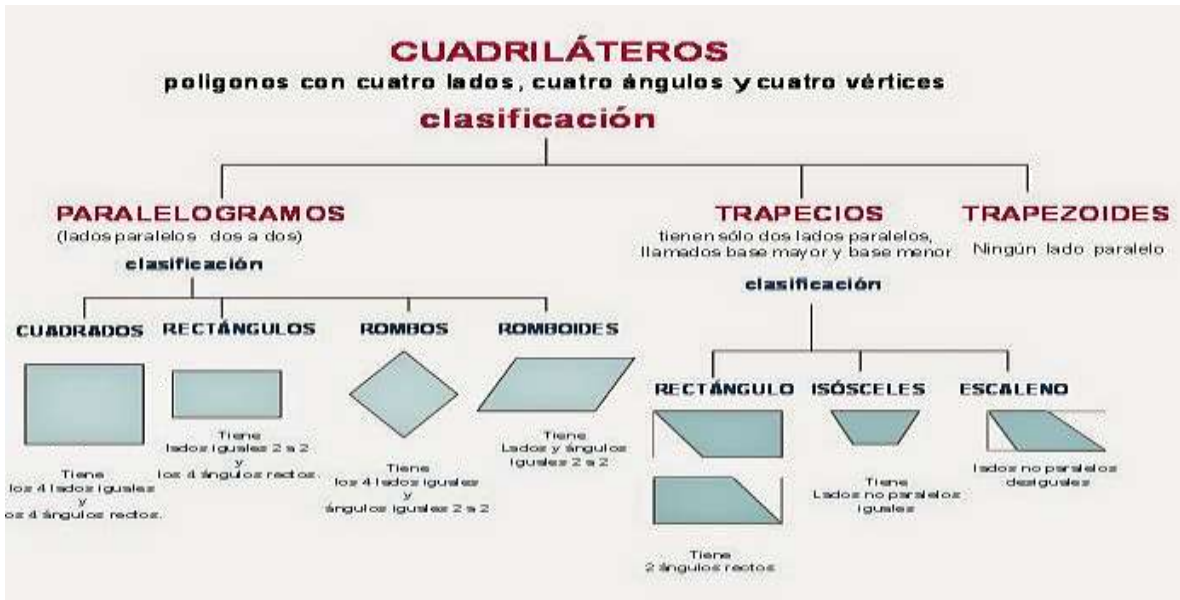 CUADRILÁTEROS
poligonos con cuatro lados, cuatro ángulos y cuatro vértices
clasificación
PARALELOGRAMOS
(lados paralelos dos a dos)
clasificación
CUADRADOS
Tiene
los 4 lados iguales
y
os 4 ángulos rectos.
RECTÁNGULOS
Tiene
lados iguales 2 a 2
y
los 4 ángulos rectos.
ROMBOS
Tiene
los 4 lados iguales
y
ángulos iguales 2 a 2
ROMBOIDES
Tiene
Lados y ángulos
iguales 2 a 2
TRAPECIOS
tienen sólo dos lados paralelos,
llamados base mayor y base menor
clasificación
RECTÁNGULO
Tiene
2 ángulos rectos
ISÓSCELES
Tiene
Lados no paralelos
iguales
ESCALENO
lados no paralelos
desiguales
TRAPEZOIDES
Ningún lado paralelo